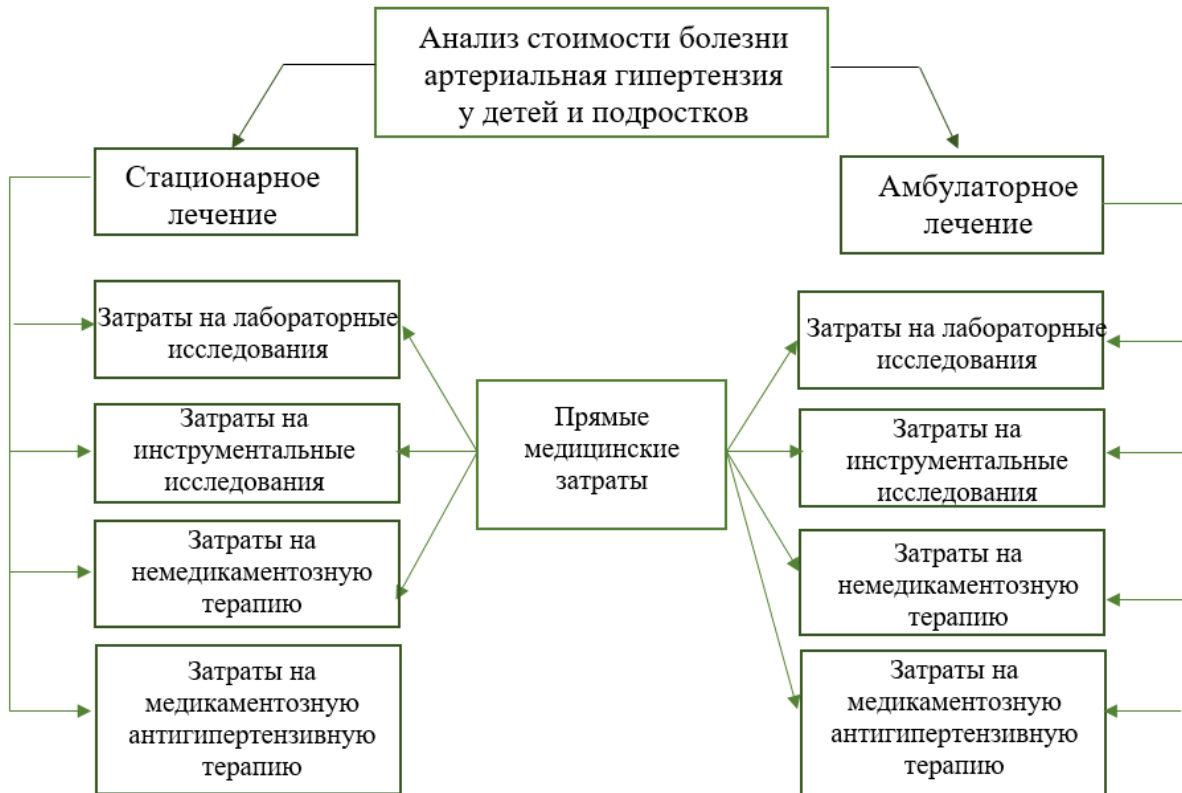 Анализ стоимости болезни
артериальная гипертензия
у детей и подростков
Стационарное
лечение
Амбулаторное
лечение
Затраты на лабораторные
исследования
Затраты на
инструментальные
исследования
Затраты на
немедикаментозную
терапию
Затраты на
медикаментозную
антигипертензивную
терапию
Прямые
медицинские
затраты
Затраты на лабораторные
исследования
Затраты на
инструментальные
исследования
Затраты на
немедикаментозную
терапию
Затраты на
медикаментозную
антигипертензивную
терапию